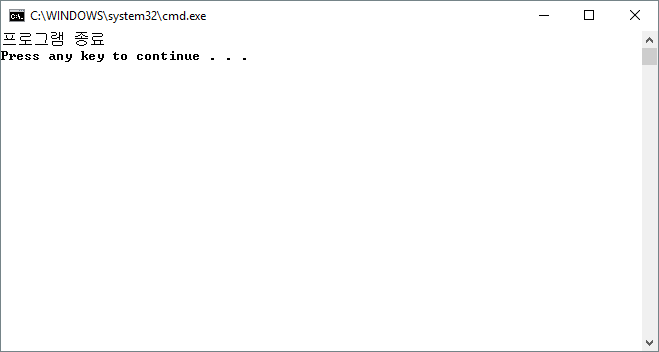 C:\WINDOWS\system32\cmd.exe
프로그램 종료
Press any key to continue . . .